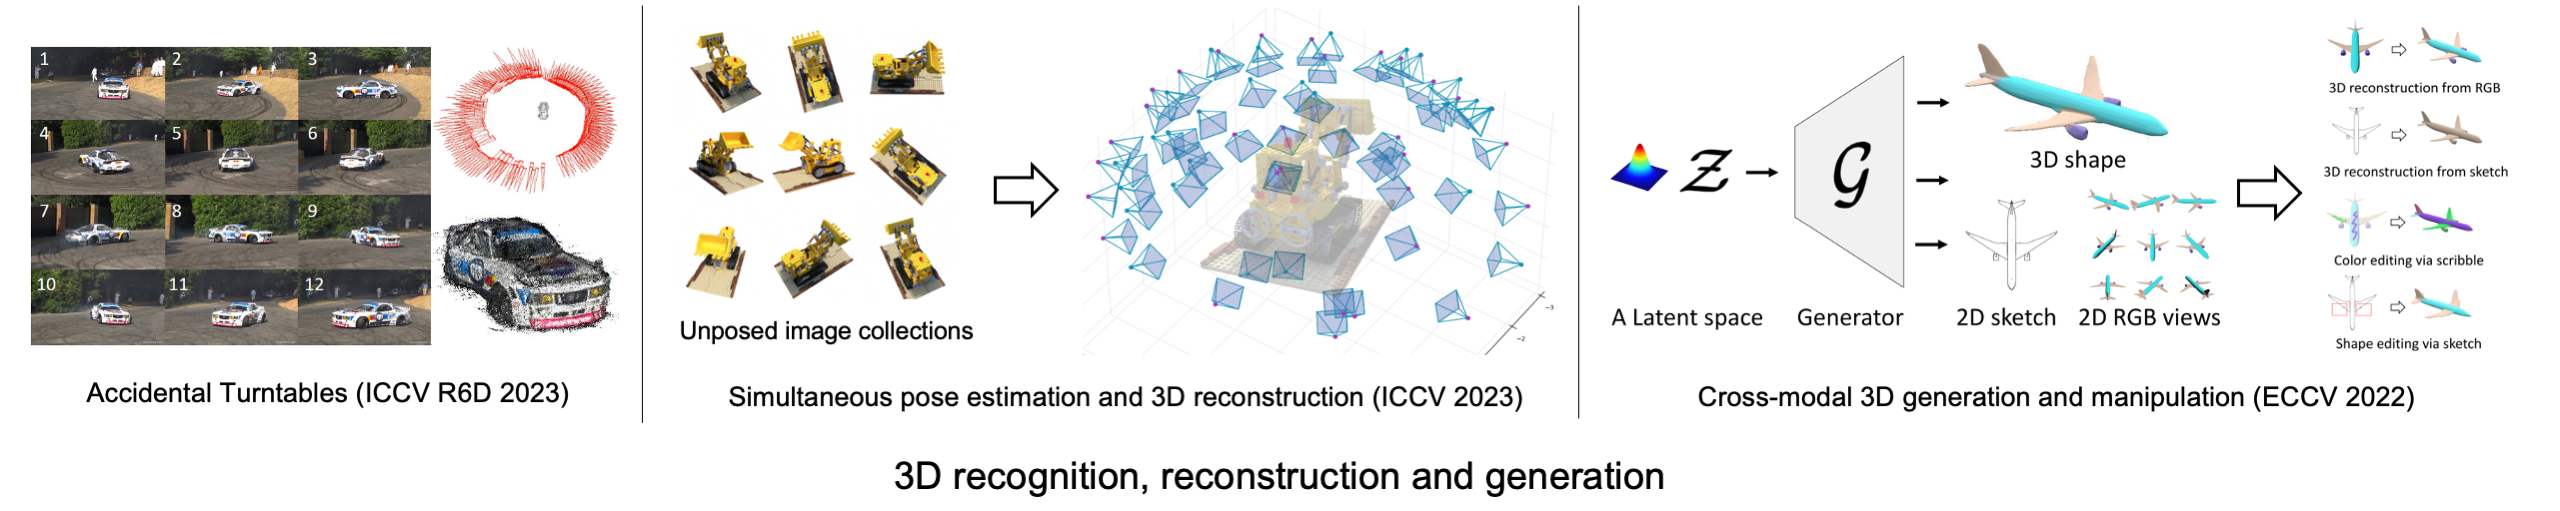 1
2
3
4
5
6
7
8
9
10
11
12
Accidental Turntables (ICCV R6D 2023)
Unposed image collections
−3
−2
Simultaneous pose estimation and 3D reconstruction (ICCV 2023)
Z
G
A Latent space
Generator
3D shape
2D sketch
2D RGB views
3D reconstruction from RGB
3D reconstruction from sketch
Color editing via scribble
Shape editing via sketch
Cross-modal 3D generation and manipulation (ECCV 2022)
3D recognition, reconstruction and generation